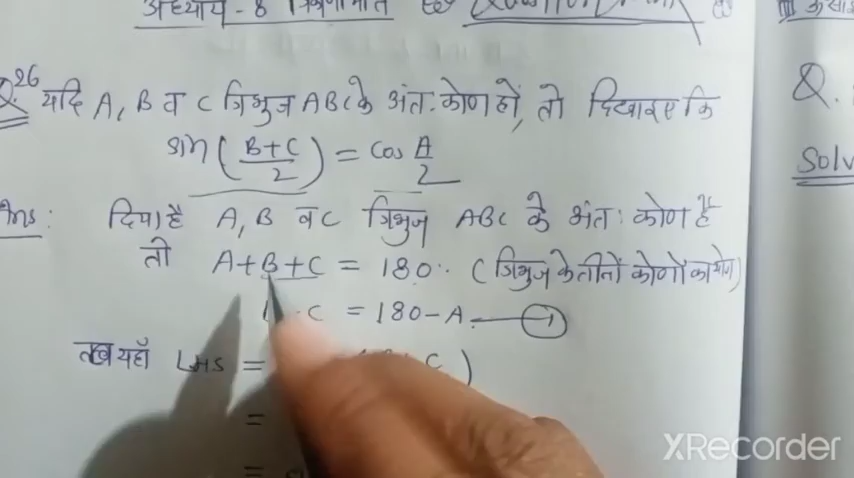 अध्याय - 8 त्रिकोणमिति
Q. 26 यदि A, B व C त्रिभुज ABC के अंत: कोण हों, तो दिखाइए कि
sin (B+C/2) = cos A/2
Ans: दिया है A, B व C त्रिभुज ABC के अंत: कोण हैं
तो A+B+C = 180° (त्रिभुज के तीनों कोणों का योग)
C = 180-A — 1
तब यहाँ LHS = C )
=
=
Q.
Solv
XRecorder